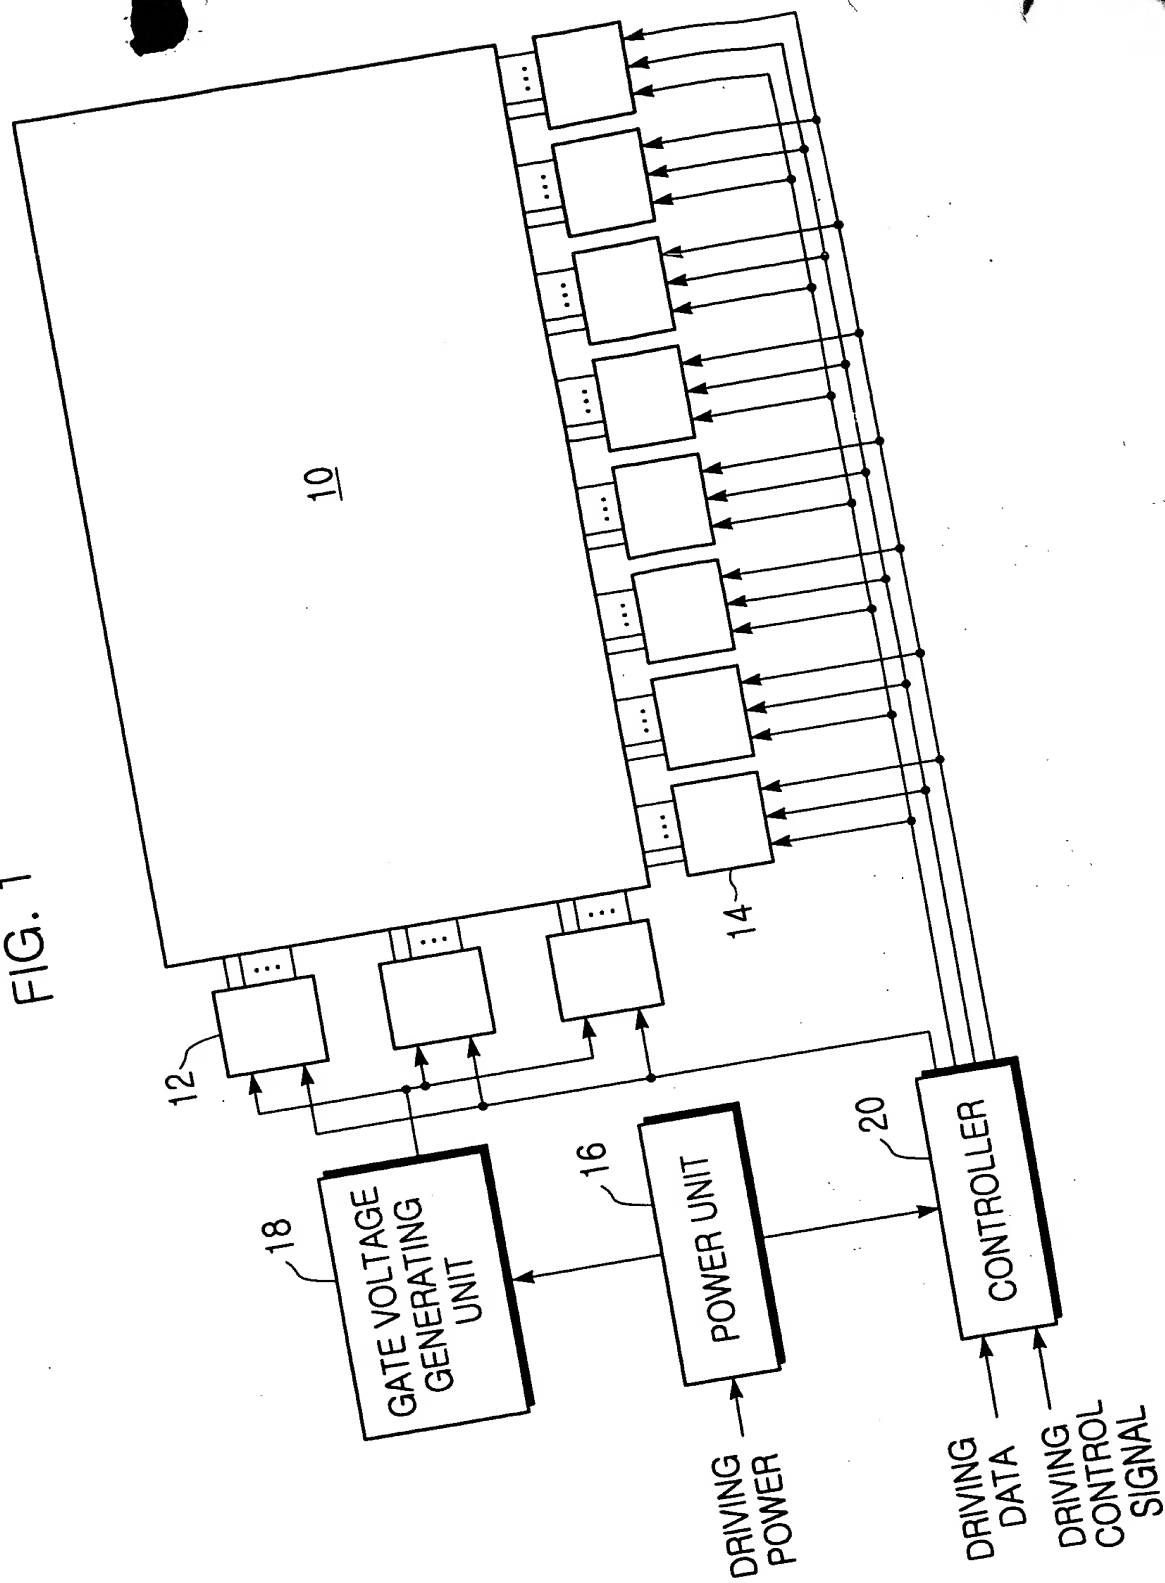 FIG. 1
10
12
14
18
GATE VOLTAGE
GENERATING
UNIT
16
POWER UNIT
20
CONTROLLER
DRIVING
POWER
DRIVING
DATA
DRIVING
CONTROL
SIGNAL